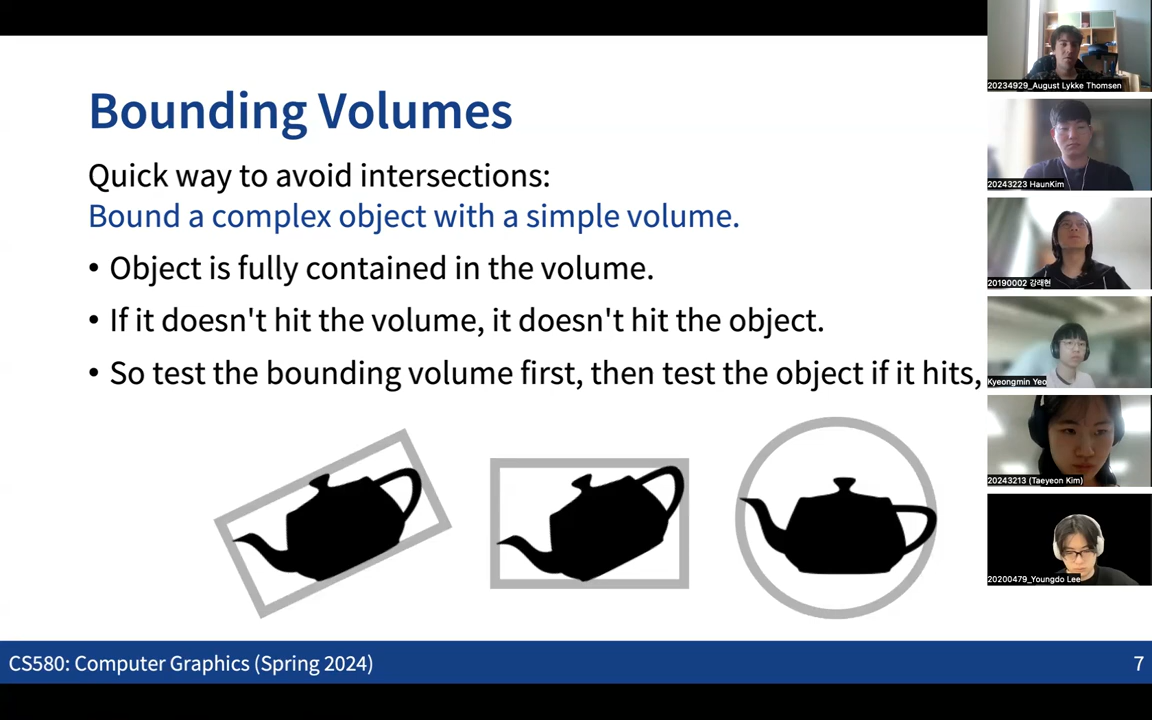 Bounding Volumes
Quick way to avoid intersections:
Bound a complex object with a simple volume.
• Object is fully contained in the volume.
• If it doesn't hit the volume, it doesn't hit the object.
• So test the bounding volume first, then test the object if it hits,
CS580: Computer Graphics (Spring 2024)
7
20234929_August Lykke Thomsen
20243223 HaunKim
20190002 강래현
Kyeongmin Yeo
20243213 (Taeyeon Kim)
20200479_Youngdo Lee